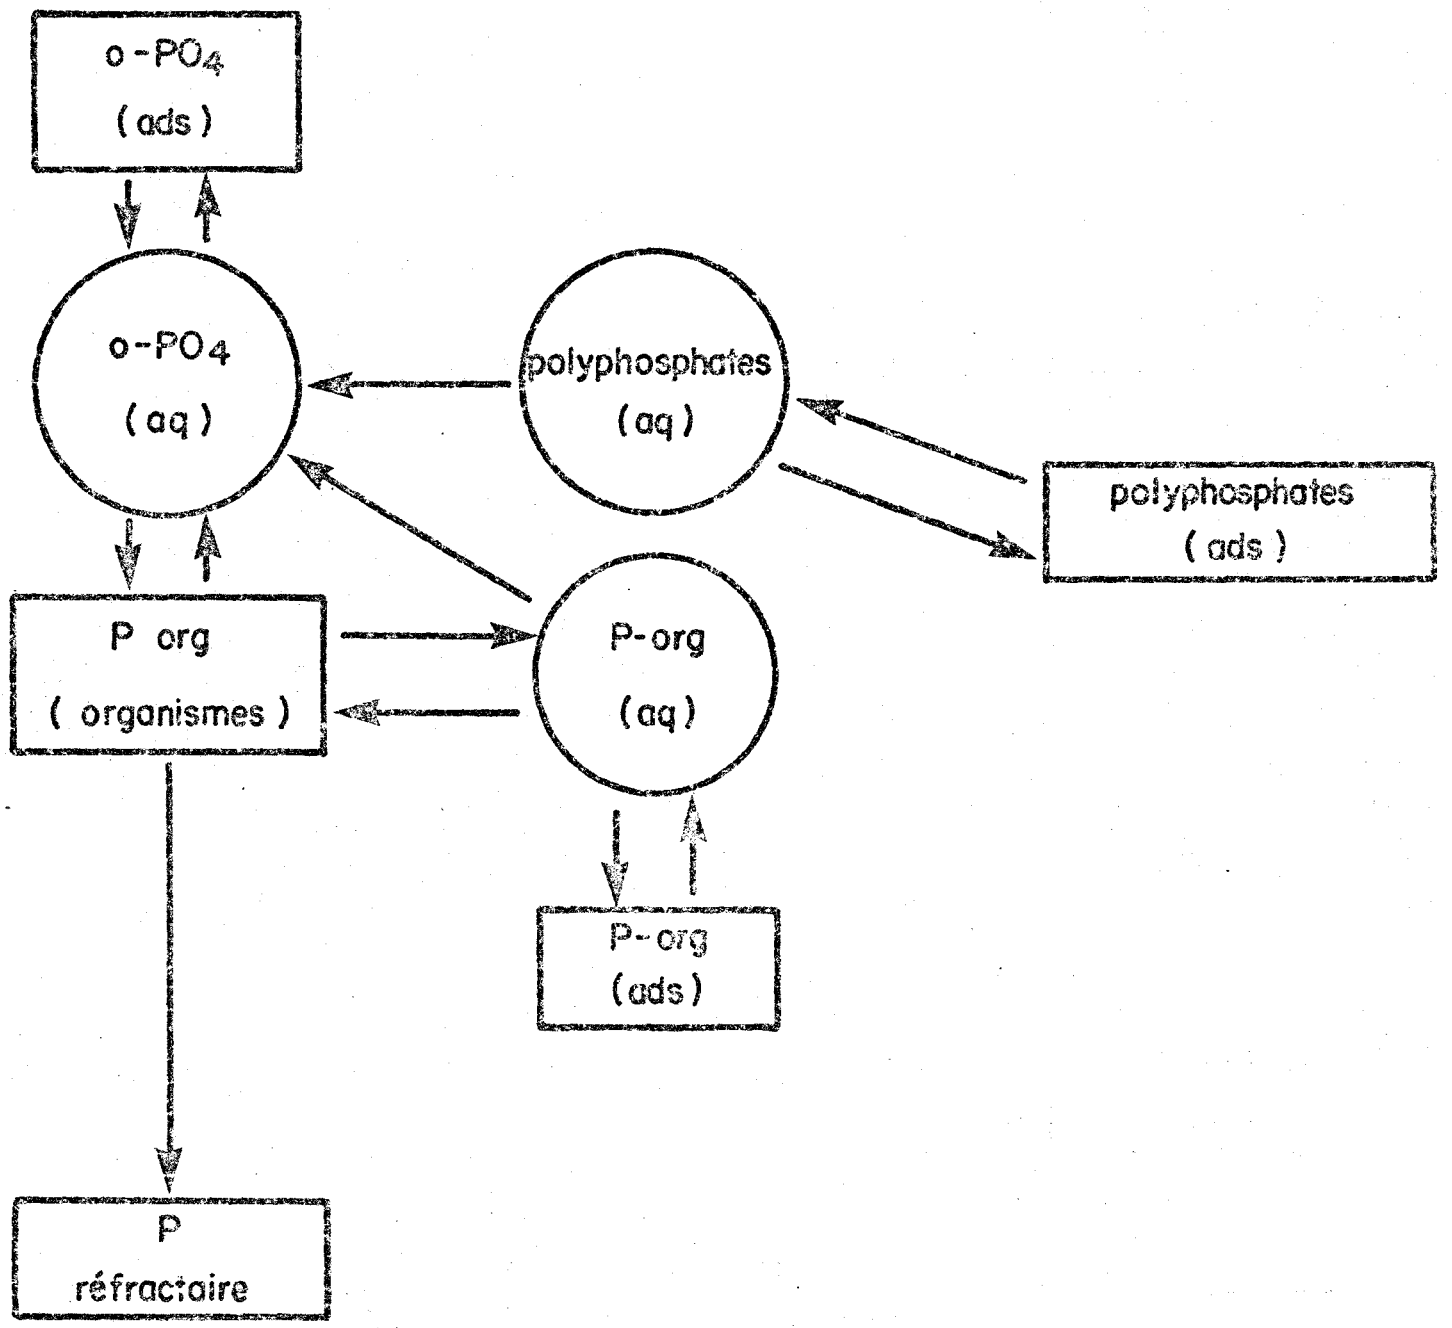 o-PO4
(ads)
o-PO4
(aq)
polyphosphates
(aq)
polyphosphates
(ads)
P org
(organismes)
P-org
(aq)
P-org
(ads)
P
réfractaire